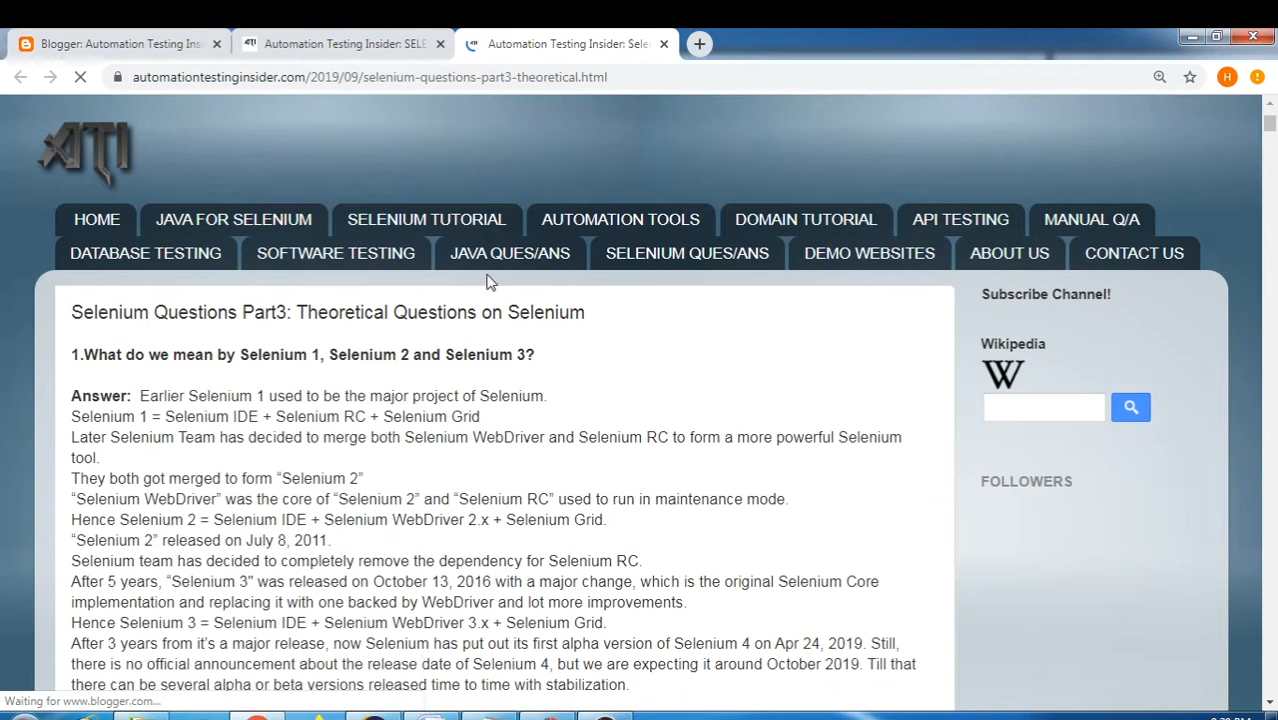 Blogger: Automation Testing Ins
Automation Testing Insider: SELE
Automation Testing Insider: Sele
automationtestinginsider.com/2019/09/selenium-questions-part3-theoretical.html
H
ATI
HOME
JAVA FOR SELENIUM
SELENIUM TUTORIAL
AUTOMATION TOOLS
DOMAIN TUTORIAL
API TESTING
MANUAL Q/A
DATABASE TESTING
SOFTWARE TESTING
JAVA QUES/ANS
SELENIUM QUES/ANS
DEMO WEBSITES
ABOUT US
CONTACT US
Selenium Questions Part3: Theoretical Questions on Selenium
1.What do we mean by Selenium 1, Selenium 2 and Selenium 3?
Answer: Earlier Selenium 1 used to be the major project of Selenium.
Selenium 1 = Selenium IDE + Selenium RC + Selenium Grid
Later Selenium Team has decided to merge both Selenium WebDriver and Selenium RC to form a more powerful Selenium
tool.
They both got merged to form “Selenium 2”
“Selenium WebDriver” was the core of “Selenium 2” and “Selenium RC” used to run in maintenance mode.
Hence Selenium 2 = Selenium IDE + Selenium WebDriver 2.x + Selenium Grid.
“Selenium 2” released on July 8, 2011.
Selenium team has decided to completely remove the dependency for Selenium RC.
After 5 years, “Selenium 3” was released on October 13, 2016 with a major change, which is the original Selenium Core
implementation and replacing it with one backed by WebDriver and lot more improvements.
Hence Selenium 3 = Selenium IDE + Selenium WebDriver 3.x + Selenium Grid.
After 3 years from it’s a major release, now Selenium has put out its first alpha version of Selenium 4 on Apr 24, 2019. Still,
there is no official announcement about the release date of Selenium 4, but we are expecting it around October 2019. Till that
there can be several alpha or beta versions released time to time with stabilization.
Subscribe Channel!
Wikipedia
W
FOLLOWERS
Waiting for www.blogger.com...